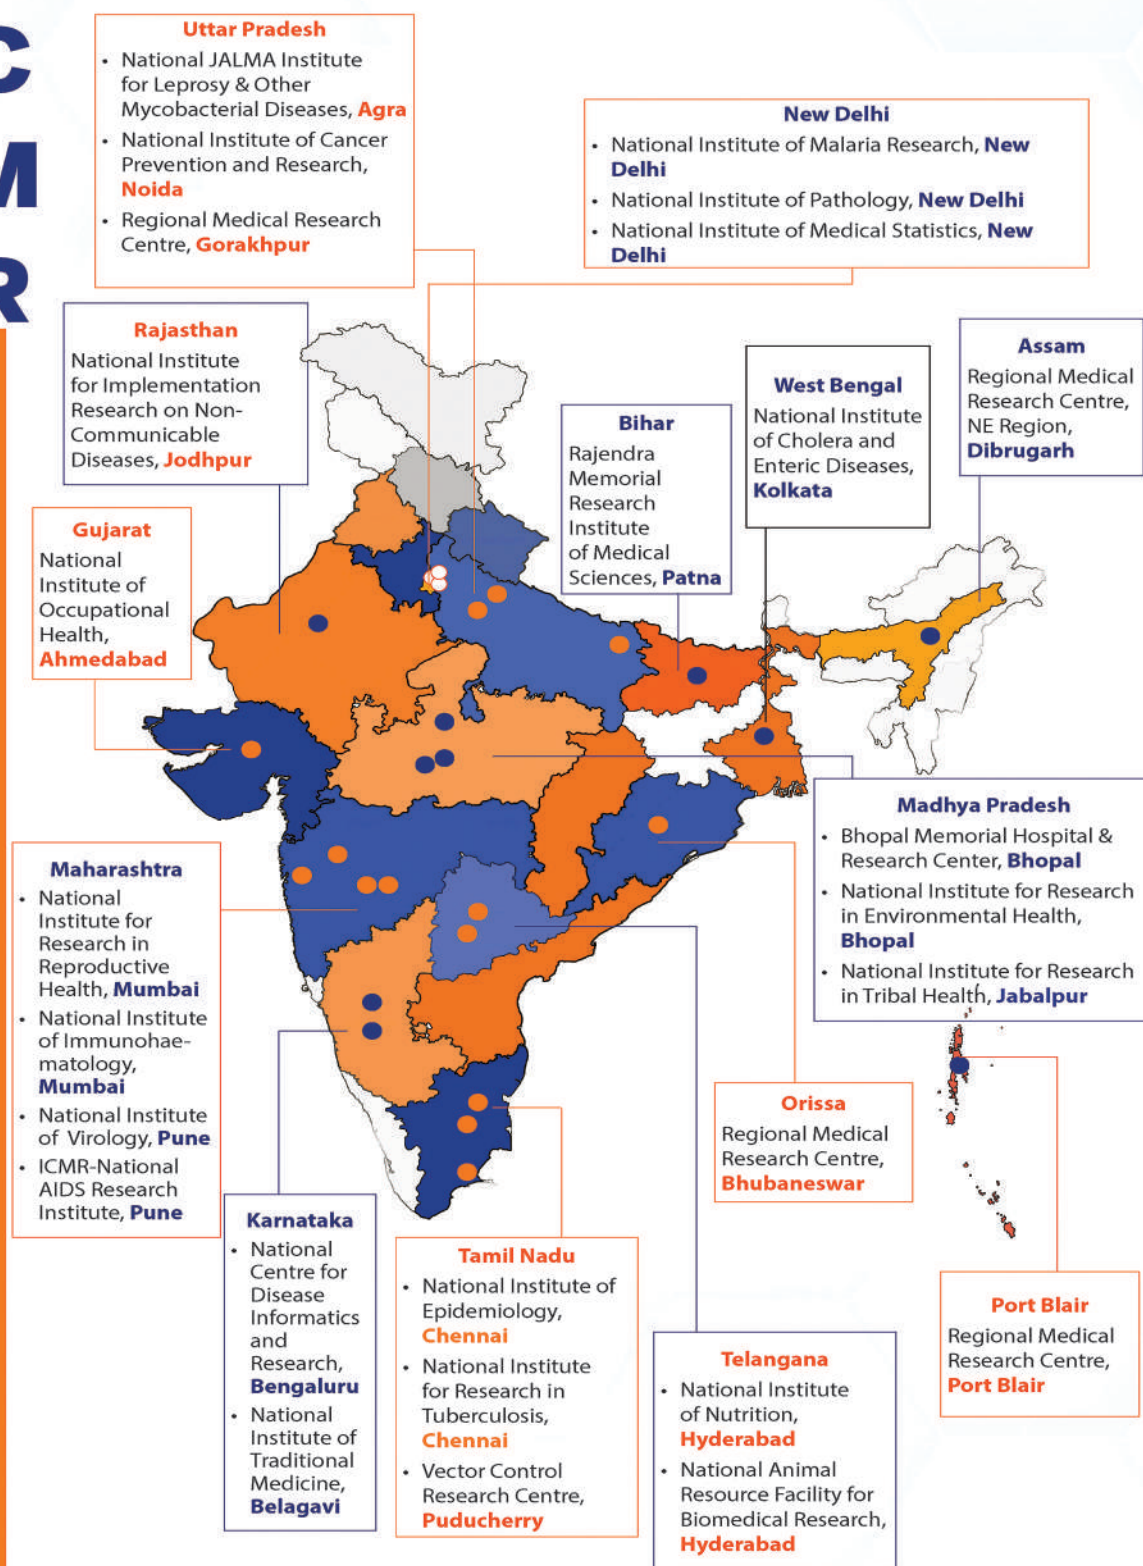 C
M
R
Uttar Pradesh
• National JALMA Institute
for Leprosy & Other
Mycobacterial Diseases, Agra
• National Institute of Cancer
Prevention and Research,
Noida
• Regional Medical Research
Centre, Gorakhpur
New Delhi
• National Institute of Malaria Research, New
Delhi
• National Institute of Pathology, New Delhi
• National Institute of Medical Statistics, New
Delhi
Rajasthan
National Institute
for Implementation
Research on Non-
Communicable
Diseases, Jodhpur
Gujarat
National
Institute of
Occupational
Health,
Ahmedabad
Bihar
Rajendra
Memorial
Research
Institute
of Medical
Sciences, Patna
West Bengal
National Institute
of Cholera and
Enteric Diseases,
Kolkata
Assam
Regional Medical
Research Centre,
NE Region,
Dibrugarh
Maharashtra
• National
Institute for
Research in
Reproductive
Health, Mumbai
• National Institute
of Immunohae-
matology,
Mumbai
• National Institute
of Virology, Pune
• ICMR-National
AIDS Research
Institute, Pune
Madhya Pradesh
• Bhopal Memorial Hospital &
Research Center, Bhopal
• National Institute for Research
in Environmental Health,
Bhopal
• National Institute for Research
in Tribal Health, Jabalpur
Orissa
Regional Medical
Research Centre,
Bhubaneswar
Karnataka
• National
Centre for
Disease
Informatics
and
Research,
Bengaluru
• National
Institute of
Traditional
Medicine,
Belagavi
Tamil Nadu
• National Institute of
Epidemiology,
Chennai
• National Institute
for Research in
Tuberculosis,
Chennai
• Vector Control
Research Centre,
Puducherry
Telangana
• National Institute
of Nutrition,
Hyderabad
• National Animal
Resource Facility for
Biomedical Research,
Hyderabad
Port Blair
Regional Medical
Research Centre,
Port Blair